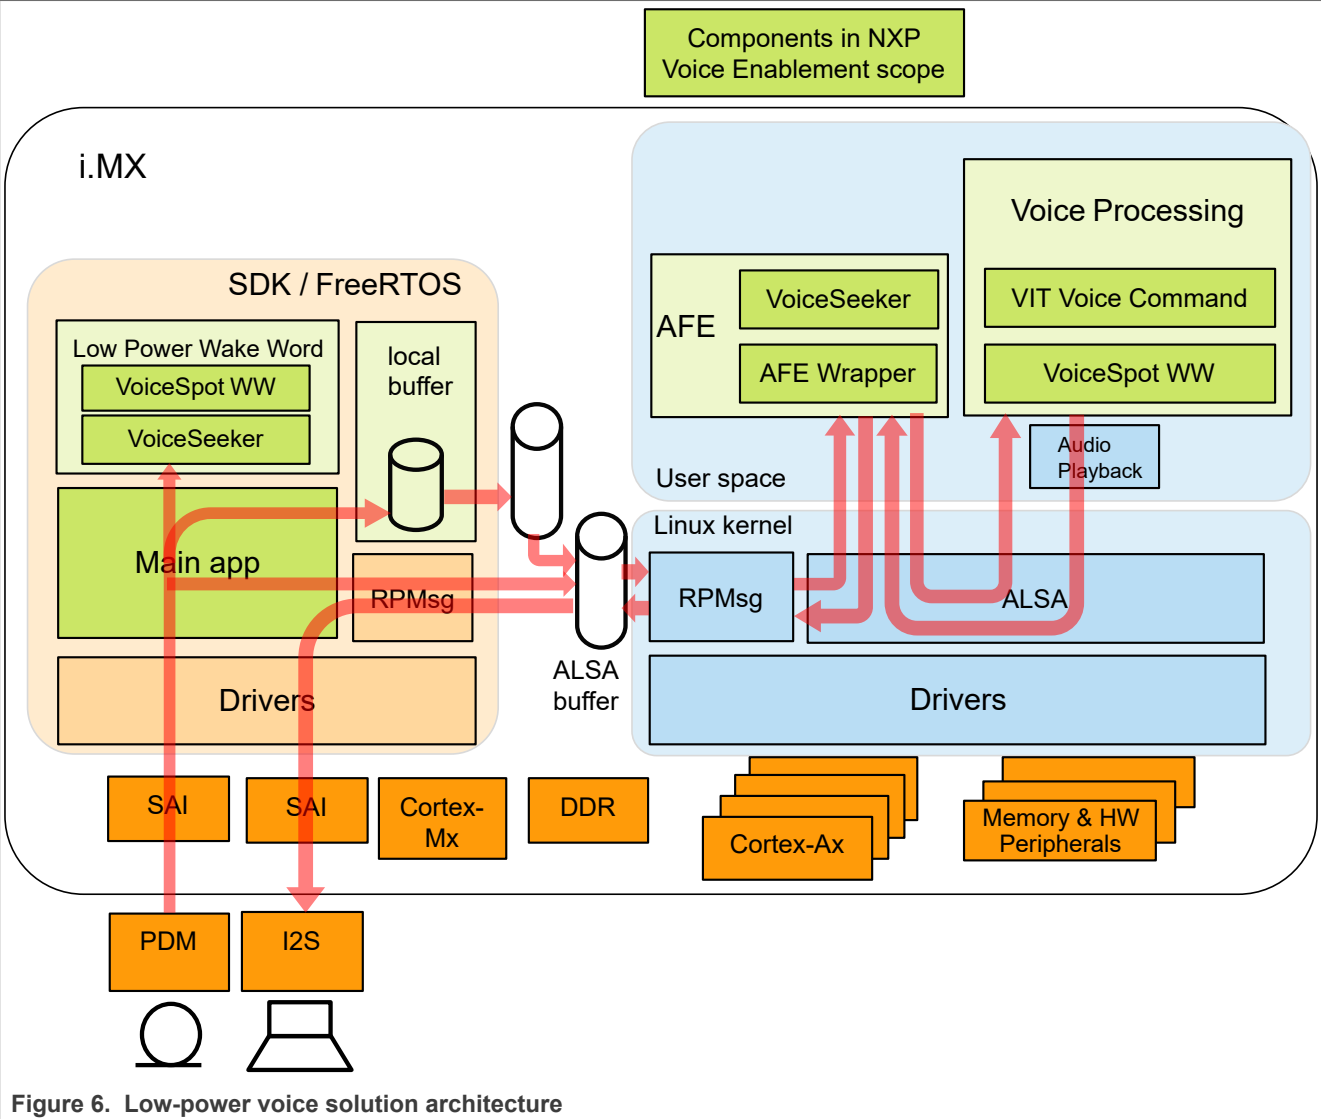 Components in NXP
Voice Enablement scope
i.MX
Voice Processing
VIT Voice Command
VoiceSpot WW
AFE
VoiceSeeker
AFE Wrapper
Audio
Playback
User space
SDK / FreeRTOS
Low Power Wake Word
VoiceSpot WW
VoiceSeeker
local
buffer
Main app
RPMsg
Drivers
ALSA
buffer
Linux kernel
RPMsg
ALSA
Drivers
SAI
SAI
Cortex-
Mx
DDR
Cortex-Ax
Memory & HW
Peripherals
PDM
I2S
Figure 6. Low-power voice solution architecture